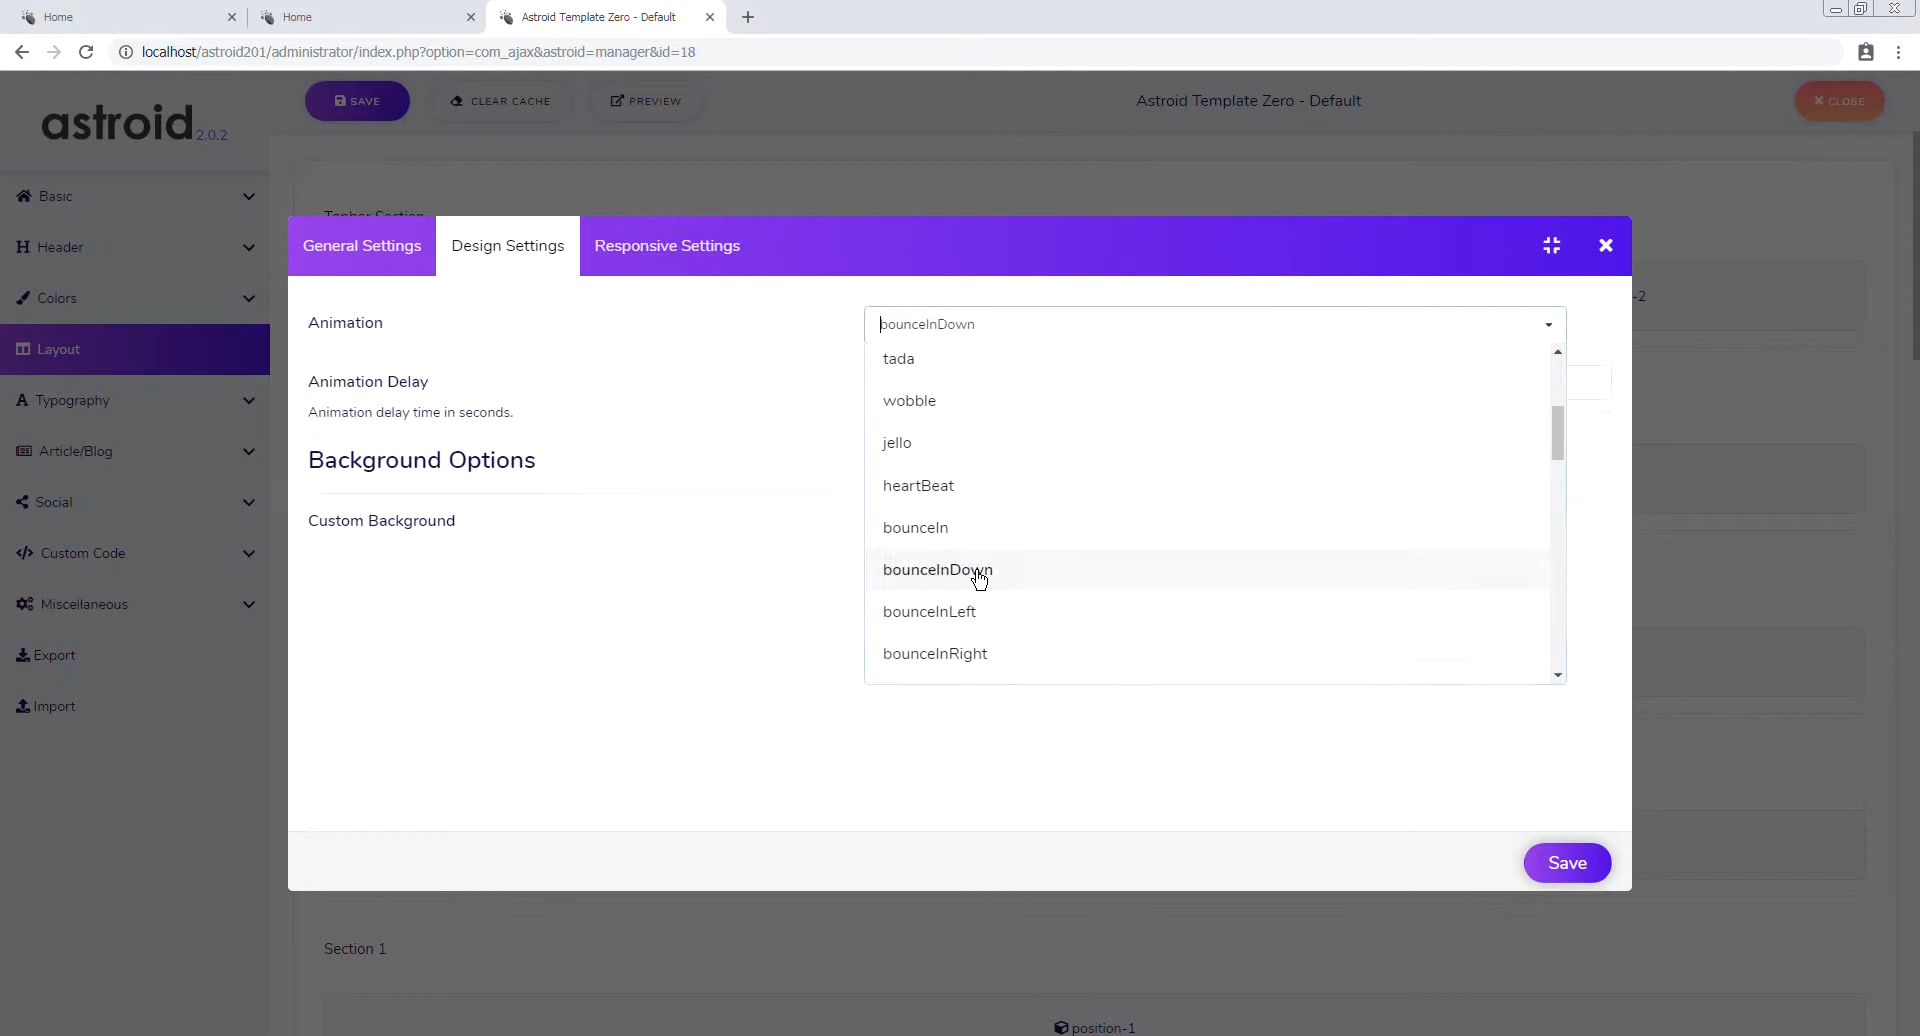 Home
Home
Astroid Template Zero - Default
localhost/astroid201/administrator/index.php?option=com_ajax&astroid=manager&id=18
astroid 2.0.2
SAVE
CLEAR CACHE
PREVIEW
Astroid Template Zero - Default
CLOSE
Basic
Header
Colors
Layout
Typography
Article/Blog
Social
Custom Code
Miscellaneous
Export
Import
Topbar Section
General Settings
Design Settings
Responsive Settings
-2
Animation
bounceInDown
Animation Delay
Animation delay time in seconds.
Background Options
Custom Background
tada
wobble
jello
heartBeat
bounceIn
bounceInDown
bounceInLeft
bounceInRight
Save
Section 1
position-1